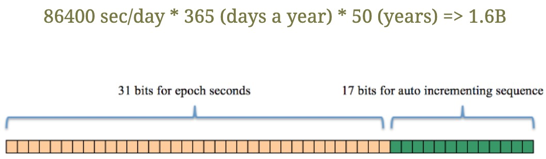 86400 sec/day * 365 (days a year) * 50 (years) => 1.6B
31 bits for epoch seconds
17 bits for auto incrementing sequence